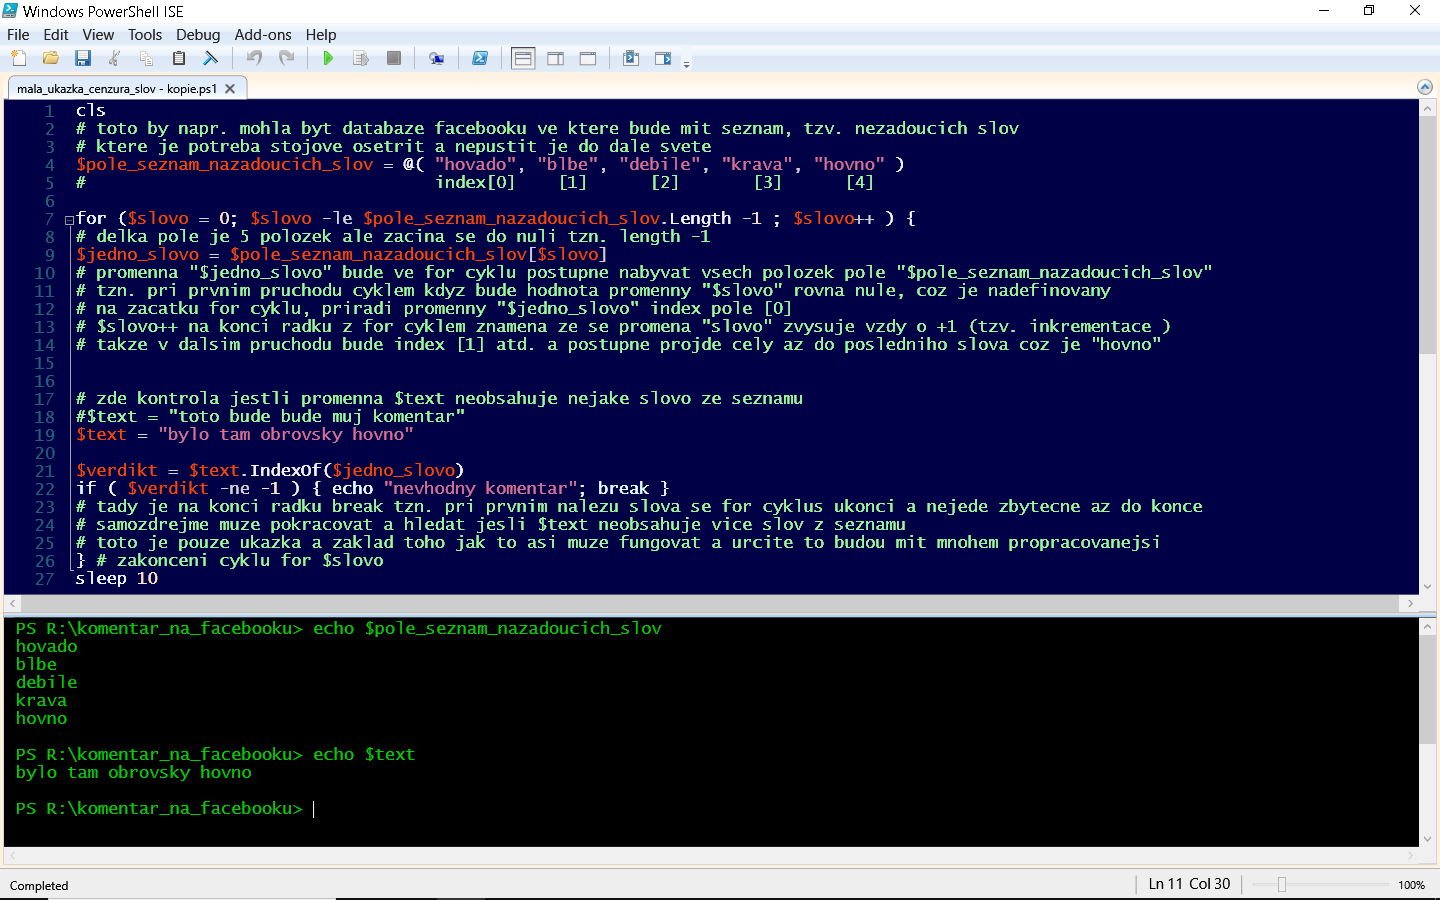 Windows PowerShell ISE
File Edit View Tools Debug Add-ons Help
mala_ukazka_cenzura_slov - kopie.ps1
1 cls
2 # toto by napr. mohla byt databaze facebooku ve ktere bude mit seznam, tzv. nezadoucich slov
3 # ktere je potreba stojove osetrit a nepustit je do dale svete
4 $pole_seznam_nazadoucich_slov = @( "hovado", "blbe", "debile", "krava", "hovno" )
5 # index[0] [1] [2] [3] [4]
6
7 for ($slovo = 0; $slovo -le $pole_seznam_nazadoucich_slov.Length -1 ; $slovo++ ) {
8 # delka pole je 5 polozek ale zacina se do nuli tzn. length -1
9 $jedno_slovo = $pole_seznam_nazadoucich_slov[$slovo]
10 # promenna "$jedno_slovo" bude ve for cyklu postupne nabyvat vsech polozek pole "$pole_seznam_nazadoucich_slov"
11 # tzn. pri prvnim pruchodu cyklem kdyz bude hodnota promenny "$slovo" rovna nule, coz je nadefinovany
12 # na zacatku for cyklu, priradi promenny "$jedno_slovo" index pole [0]
13 # $slovo++ na konci radku z for cyklem znamena ze se promena "slovo" zvysuje vzdy o +1 (tzv. inkrementace )
14 # takze v dalsim pruchodu bude index [1] atd. a postupne projde cely az do posledniho slova coz je "hovno"
15
16
17 # zde kontrola jestli promenna $text neobsahuje nejake slovo ze seznamu
18 #$text = "toto bude bude muj komentar"
19 $text = "bylo tam obrovsky hovno"
20
21 $verdikt = $text.IndexOf($jedno_slovo)
22 if ( $verdikt -ne -1 ) { echo "nevhodny komentar"; break }
23 # tady je na konci radku break tzn. pri prvnim nalezu slova se for cyklus ukonci a nejede zbytecne az do konce
24 # samozdrejme muze pokracovat a hledat jesli $text neobsahuje vice slov z seznamu
25 # toto je pouze ukazka a zaklad toho jak to asi muze fungovat a urcite to budou mit mnohem propracovanejsi
26 } # zakonceni cyklu for $slovo
27 sleep 10
PS R:\komentar_na_facebooku> echo $pole_seznam_nazadoucich_slov
hovado
blbe
debile
krava
hovno
PS R:\komentar_na_facebooku> echo $text
bylo tam obrovsky hovno
PS R:\komentar_na_facebooku>
Completed Ln 11 Col 30 100%